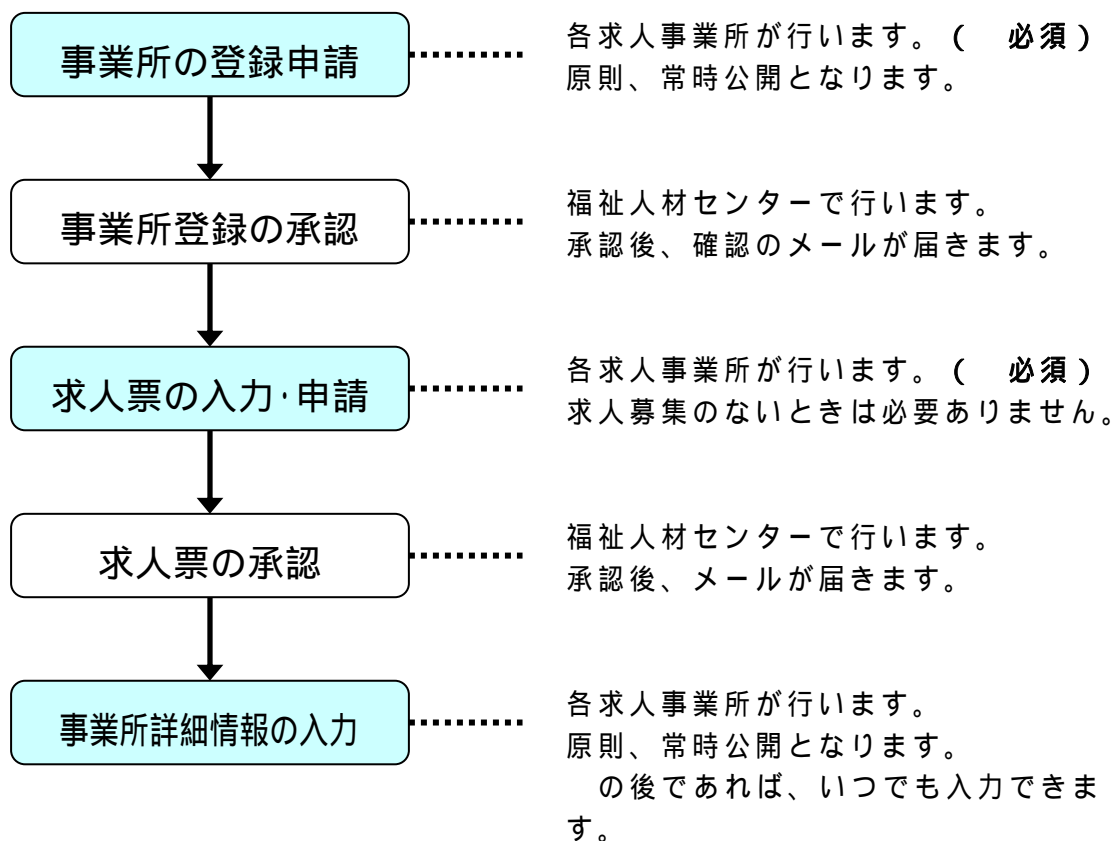 事業所の登録申請
各求人事業所が行います。(　必須)
原則、常時公開となります。
事業所登録の承認
福祉人材センターで行います。
承認後、確認のメールが届きます。
求人票の入力・申請
各求人事業所が行います。(　必須)
求人募集のないときは必要ありません。
求人票の承認
福祉人材センターで行います。
承認後、メールが届きます。
事業所詳細情報の入力
各求人事業所が行います。
原則、常時公開となります。
　の後であれば、いつでも入力できま
す。